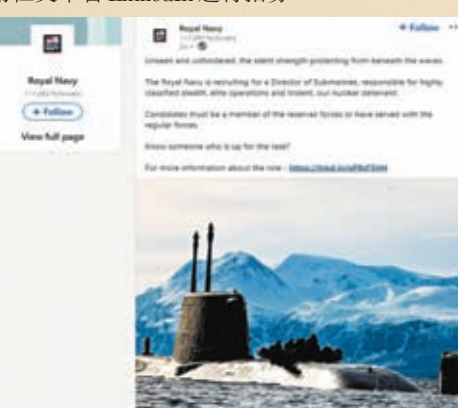 Royal Navy
+ Follow
View full page
Royal Navy
+ Follow
Unseen and undetected, the silent strength protecting from beneath the waves.
The Royal Navy is recruiting for a Director of Submarines, responsible for highly
classified stealth, elite operations and Trident, our nuclear deterrent.
Candidates must be a member of the reserves forces or have served with the
regular forces.
Know someone who is up for the task?
For more information about the role -